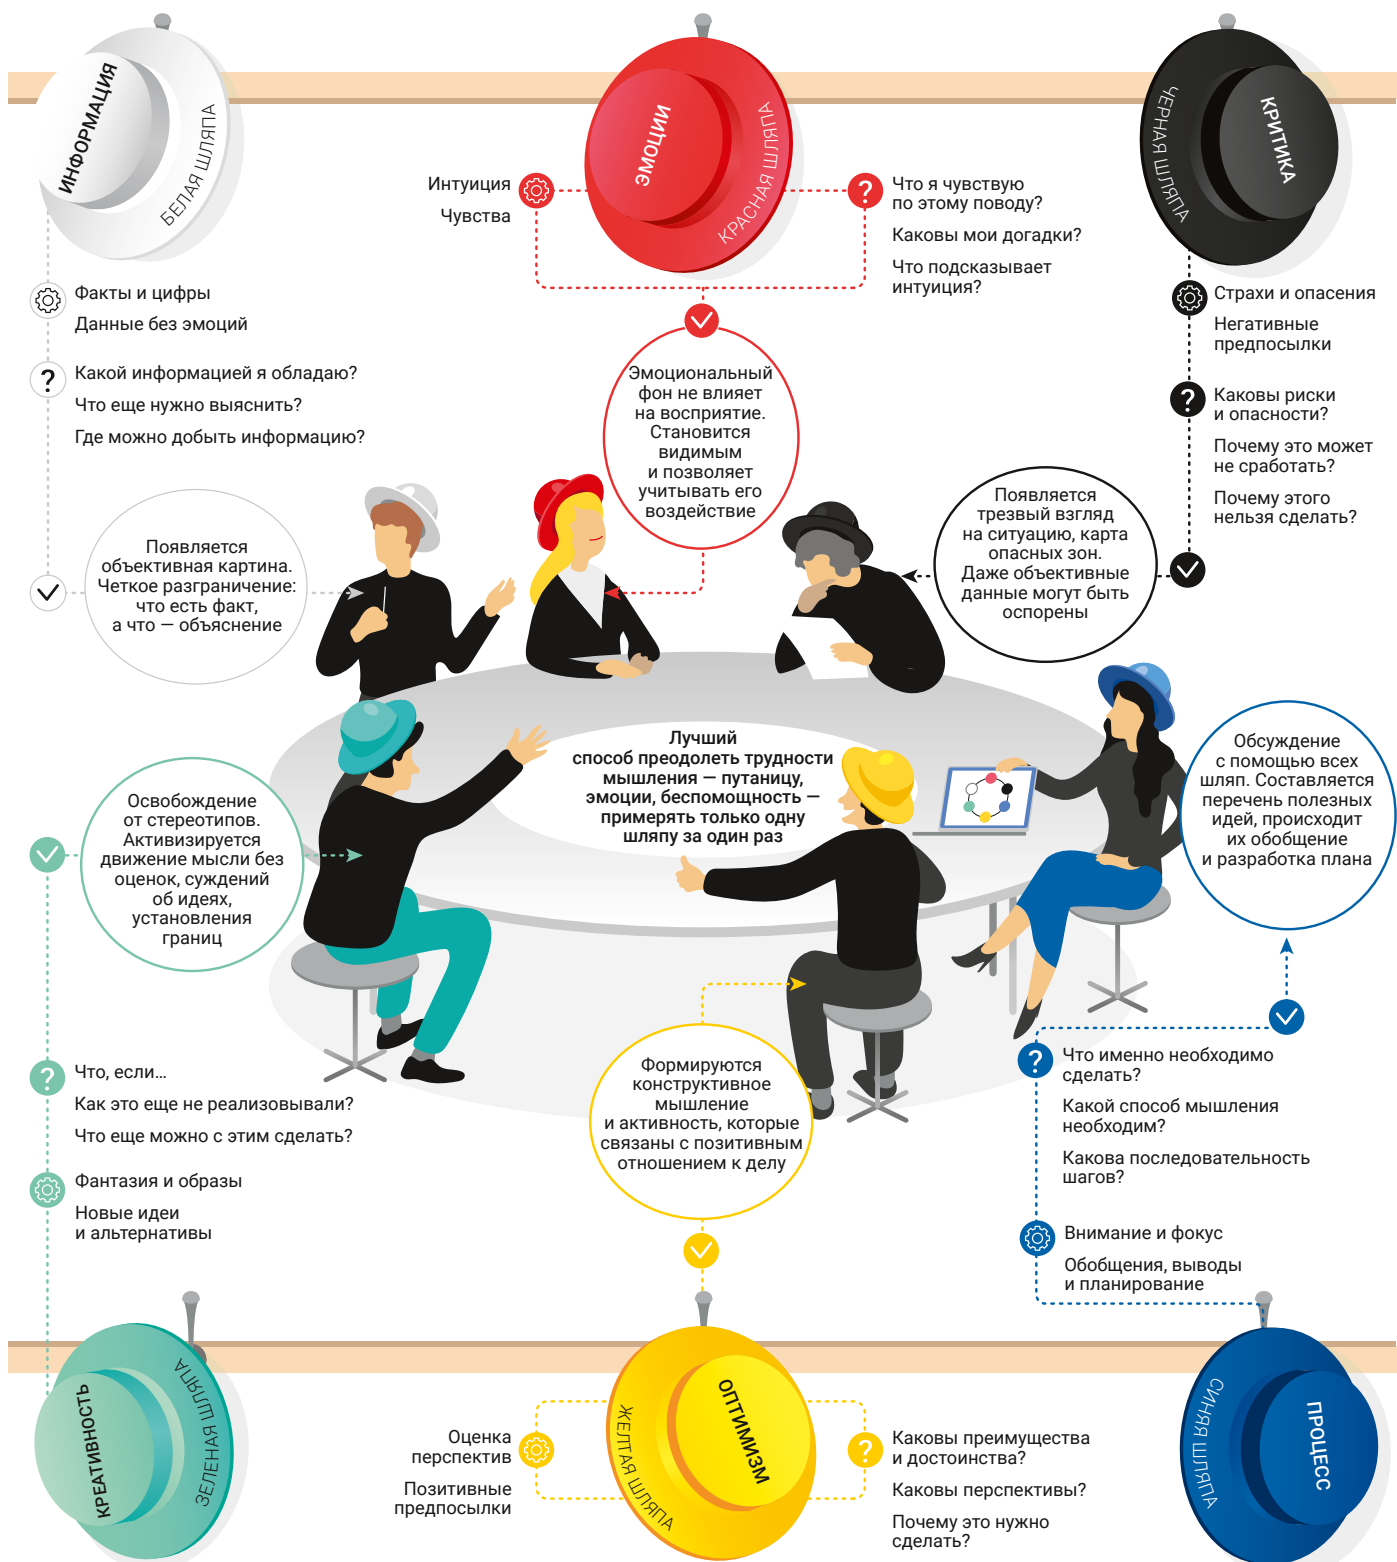 ИНФОРМАЦИЯ
БЕЛАЯ ШЛЯПА
Факты и цифры
Данные без эмоций
Какой информацией я обладаю?
Что еще нужно выяснить?
Где можно добыть информацию?
Появляется
объективная картина.
Четкое разграничение:
что есть факт,
а что — объяснение
ЭМОЦИИ
КРАСНАЯ ШЛЯПА
Интуиция
Чувства
Что я чувствую
по этому поводу?
Каковы мои догадки?
Что подсказывает
интуиция?
Эмоциональный
фон не влияет
на восприятие.
Становится
видимым
и позволяет
учитывать его
воздействие
КРИТИКА
ЧЕРНАЯ ШЛЯПА
Страхи и опасения
Негативные
предпосылки
Каковы риски
и опасности?
Почему это может
не сработать?
Почему этого
нельзя сделать?
Появляется
трезвый взгляд
на ситуацию, карта
опасных зон.
Даже объективные
данные могут быть
оспорены
Лучший
способ преодолеть трудности
мышления — путаницу,
эмоции, беспомощность —
примерять только одну
шляпу за один раз
Освобождение
от стереотипов.
Активизируется
движение мысли без
оценок, суждений
об идеях,
установления
границ
Что, если...
Как это еще не реализовывали?
Что еще можно с этим сделать?
Фантазия и образы
Новые идеи
и альтернативы
КРЕАТИВНОСТЬ
ЗЕЛЕНАЯ ШЛЯПА
Формируются
конструктивное
мышление
и активность, которые
связаны с позитивным
отношением к делу
Оценка
перспектив
Позитивные
предпосылки
ОПТИМИЗМ
ЖЕЛТАЯ ШЛЯПА
Каковы преимущества
и достоинства?
Каковы перспективы?
Почему это нужно
сделать?
Обсуждение
с помощью всех
шляп. Составляется
перечень полезных
идей, происходит
их обобщение
и разработка плана
Что именно необходимо
сделать?
Какой способ мышления
необходим?
Какова последовательность
шагов?
Внимание и фокус
Обобщения, выводы
и планирование
ПРОЦЕСС
СИНЯЯ ШЛЯПА